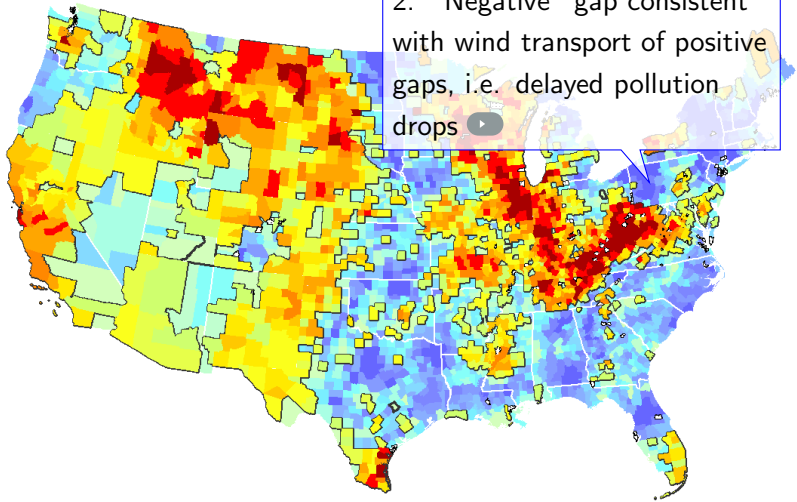 2. "Negative" gap consistent
with wind transport of positive
gaps, i.e. delayed pollution
drops